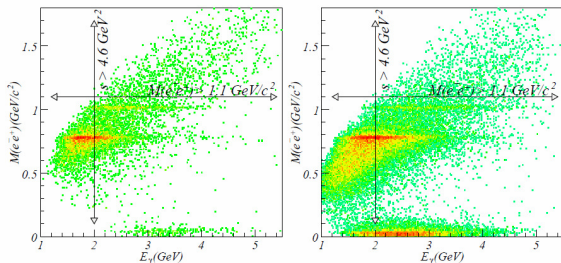 M(e⁻e⁺)(GeV/c²)
1.5
1
0.5
0
s > 4.6 GeV²
M(e⁻e⁺) > 1.1 GeV/c²
1 2 3 4 5
Eγ(GeV)
M(e⁻e⁺)(GeV/c²)
1.5
1
0.5
0
s > 4.6 GeV²
M(e⁻e⁺) > 1.1 GeV/c²
1 2 3 4 5
Eγ(GeV)